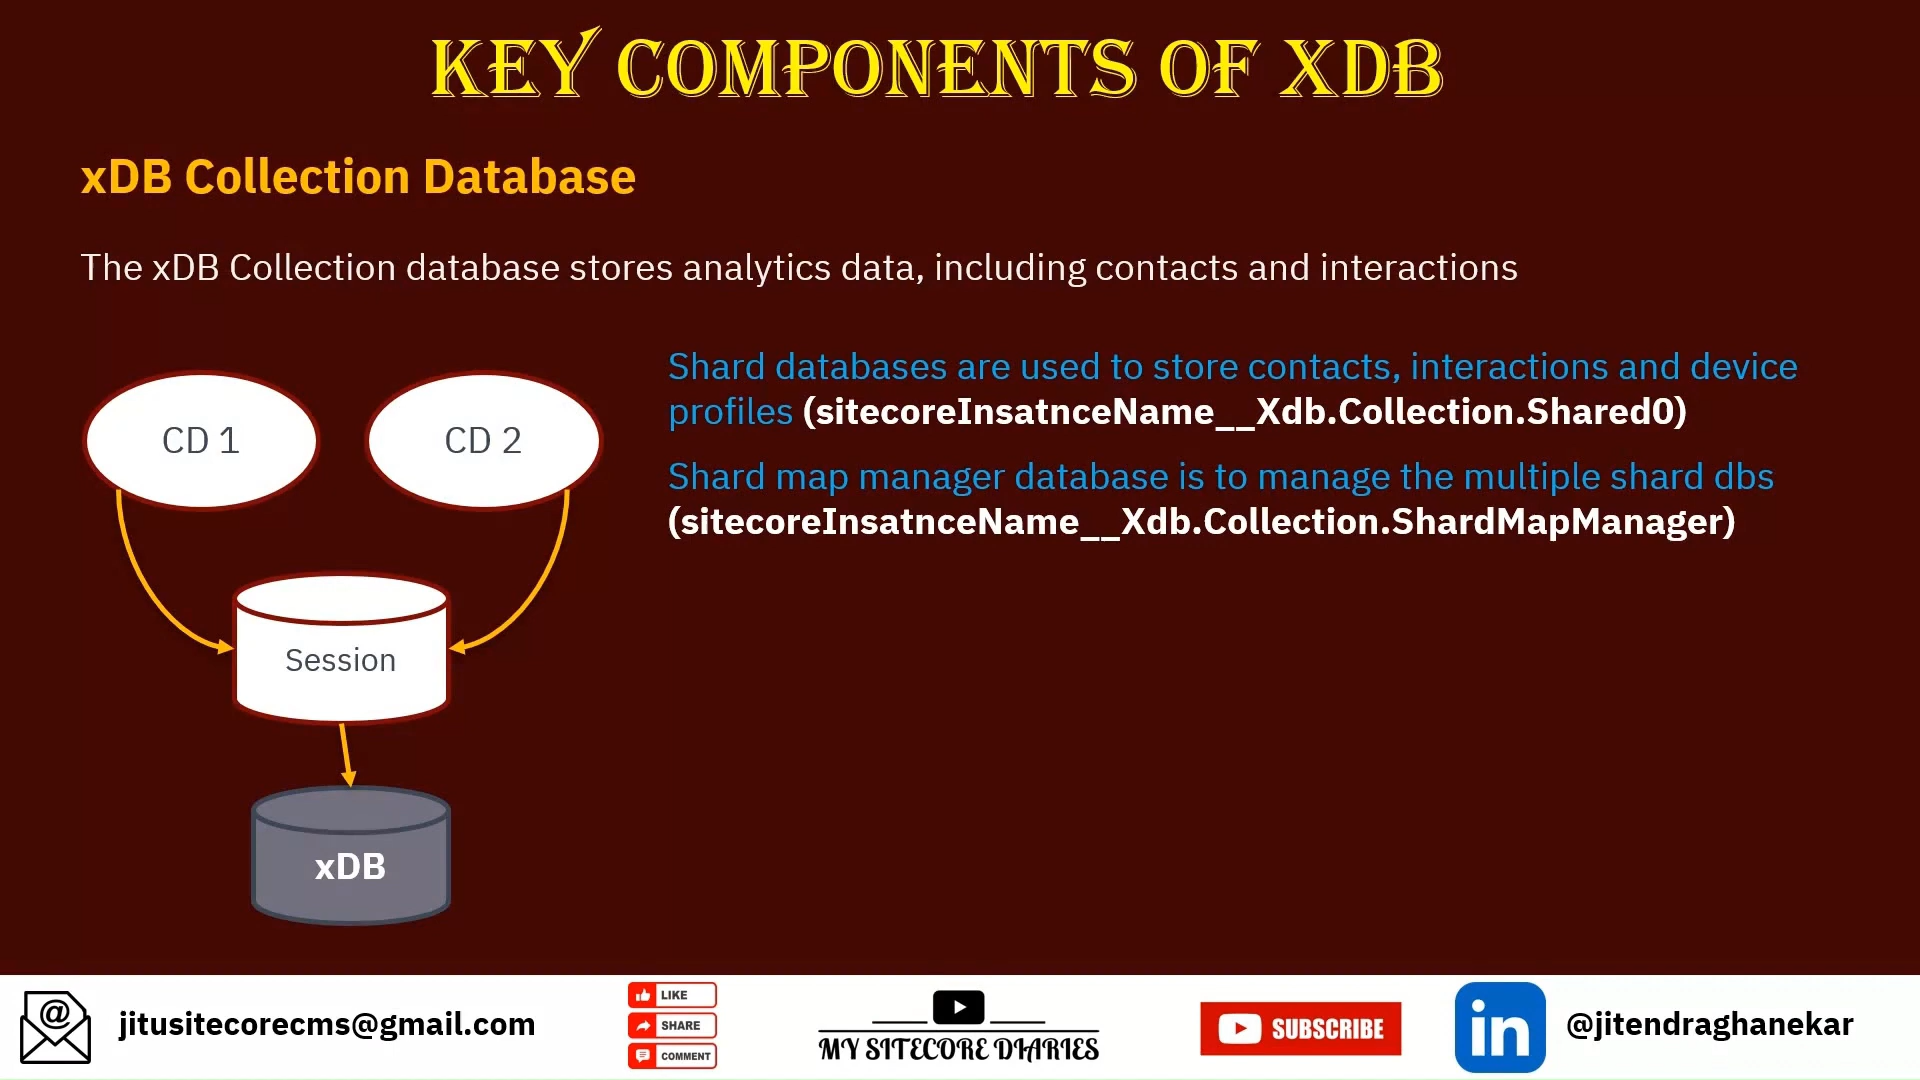 KEY COMPONENTS OF XDB
xDB Collection Database
The xDB Collection database stores analytics data, including contacts and interactions
Shard databases are used to store contacts, interactions and device
profiles (sitecoreInsatnceName__Xdb.Collection.Shared0)
Shard map manager database is to manage the multiple shard dbs
(sitecoreInsatnceName__Xdb.Collection.ShardMapManager)
CD 1
CD 2
Session
xDB
@
jitusitecorecms@gmail.com
LIKE
SHARE
COMMENT
MY SITECORE DIARIES
SUBSCRIBE
in
@jitendraghanekar